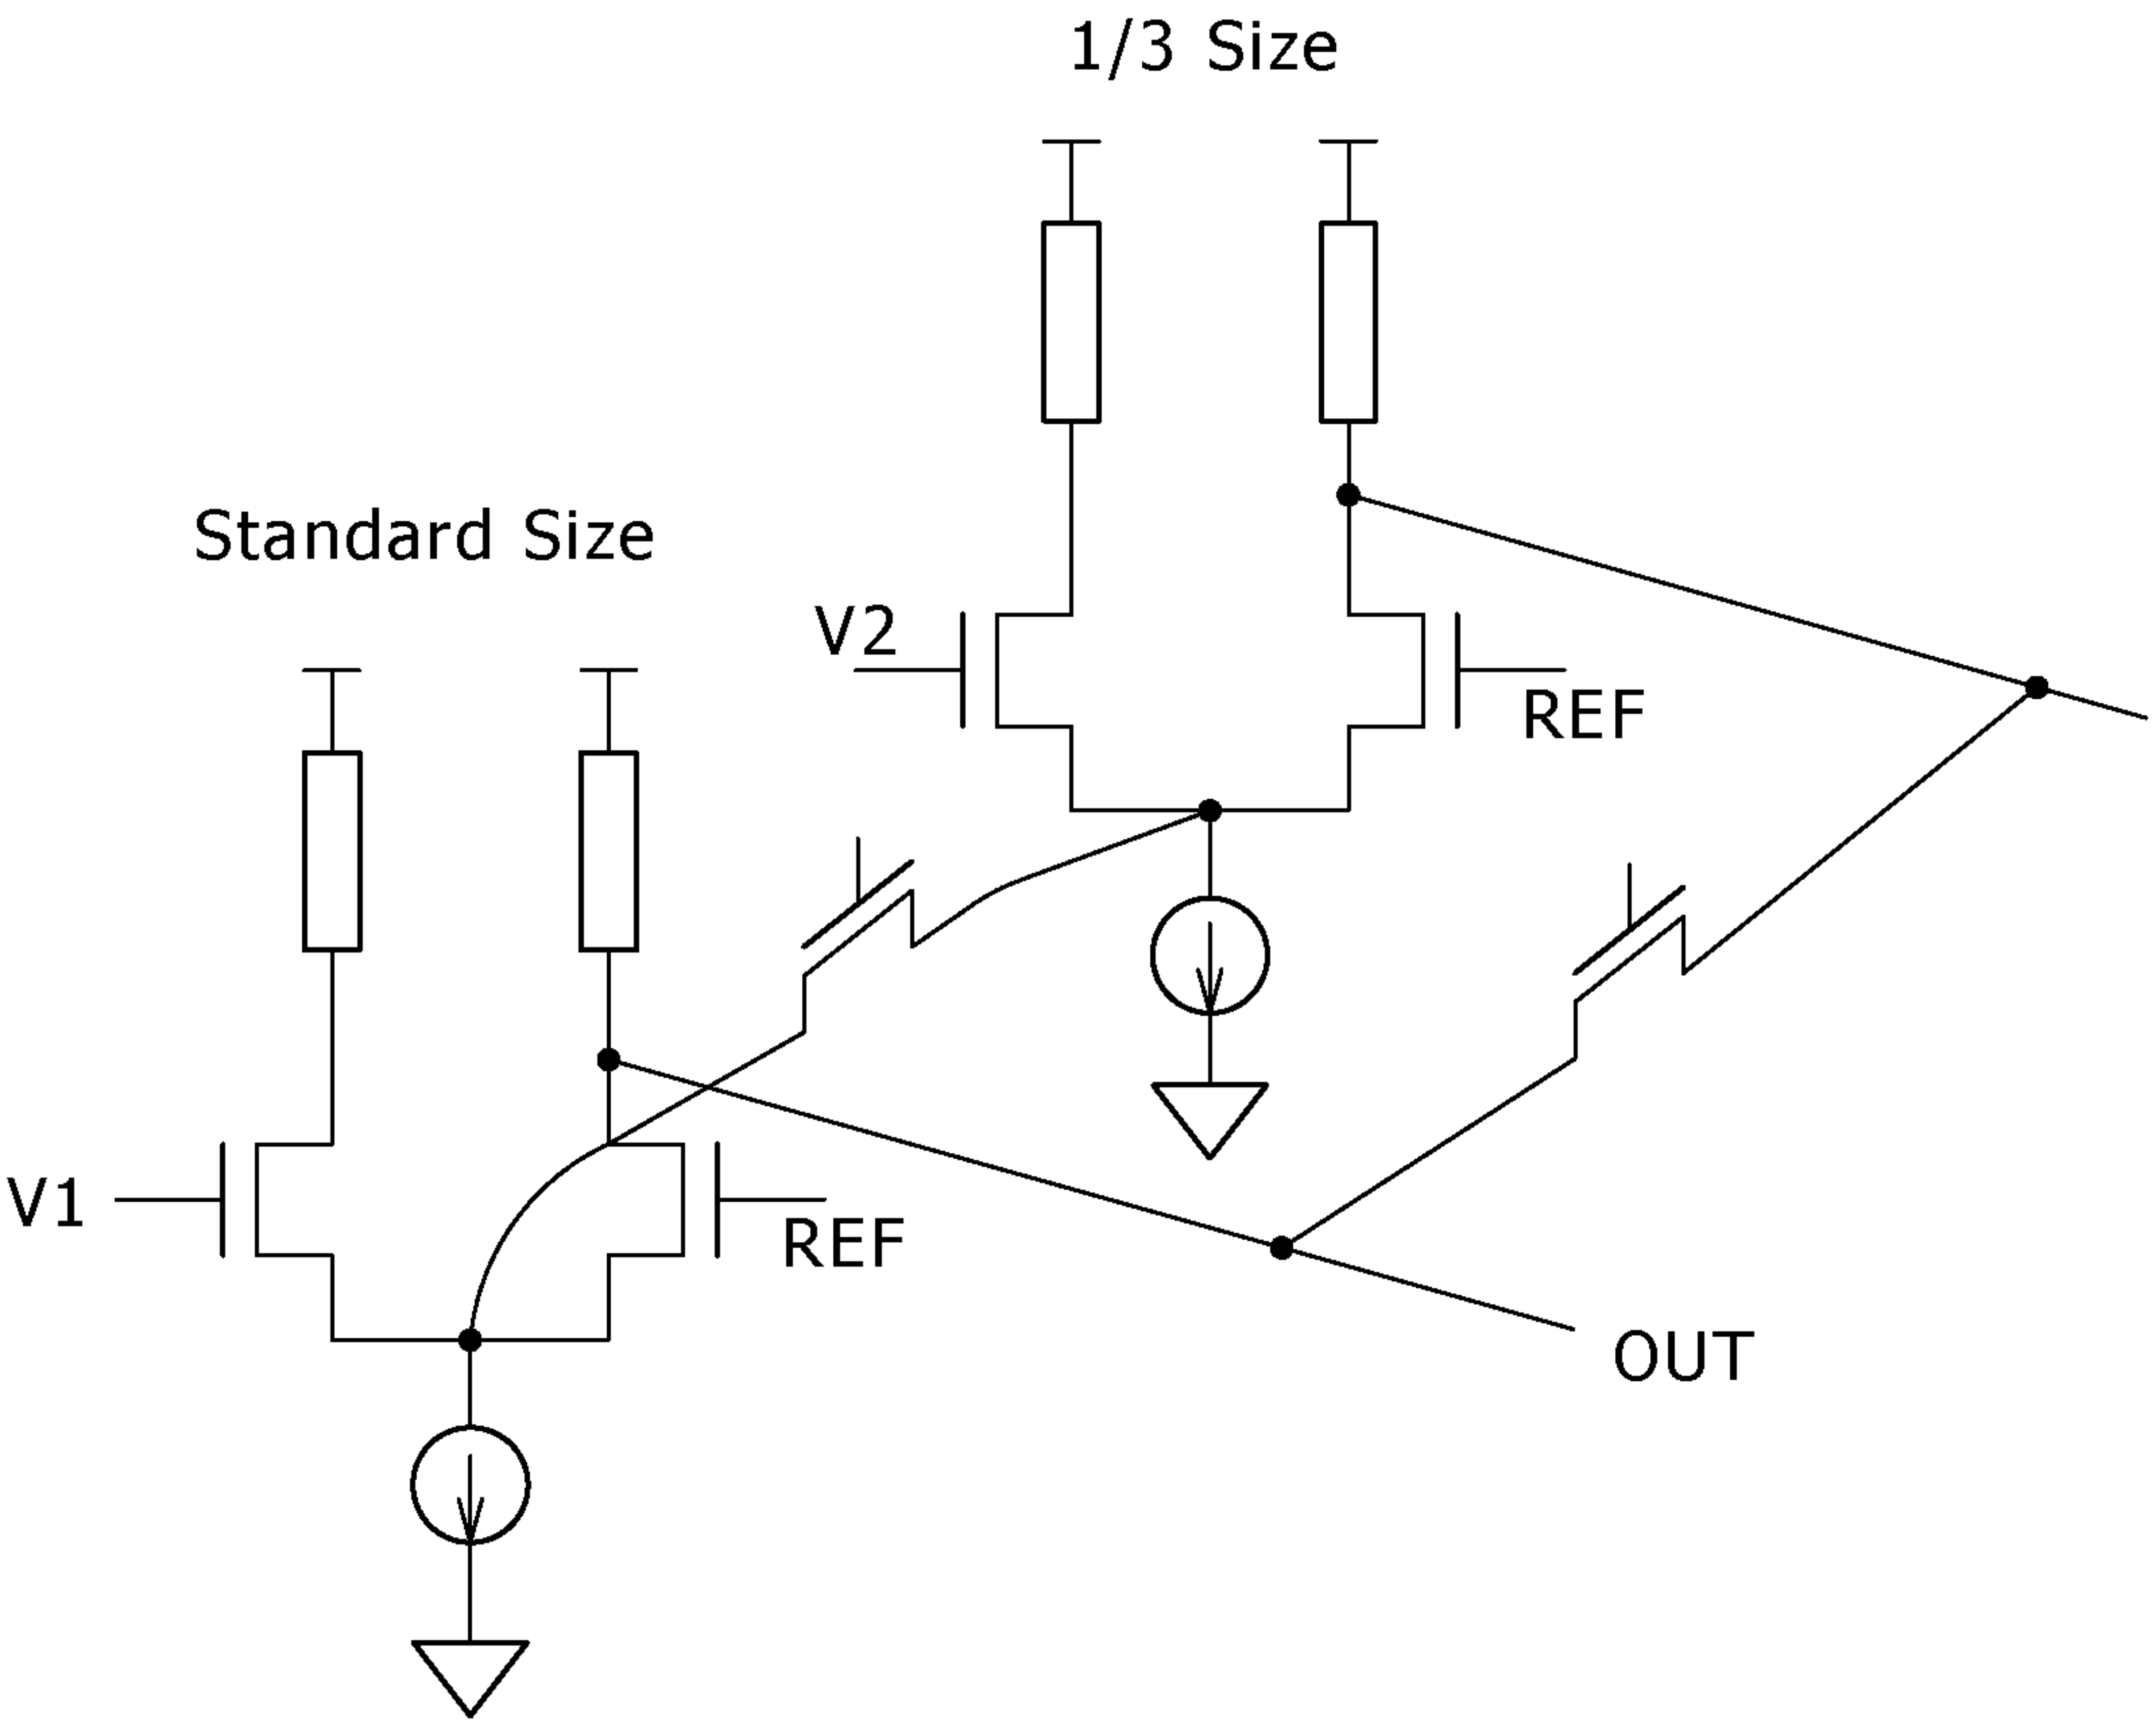 1/3 Size
Standard Size
V2
REF
V1
REF
OUT